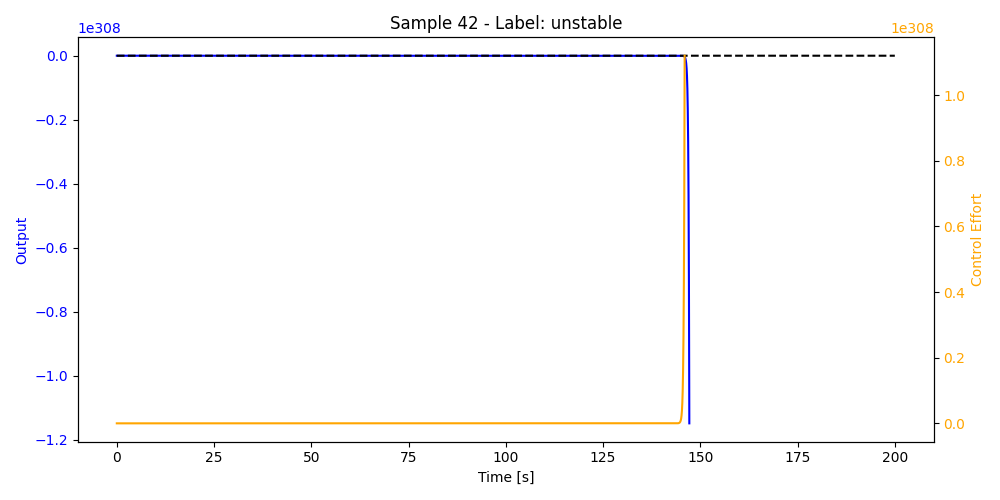 Sample 42 - Label: unstable
1e308
1e308
0.0
−0.2
−0.4
−0.6
−0.8
−1.0
−1.2
Output
1.0
0.8
0.6
0.4
0.2
0.0
Control Effort
0 25 50 75 100 125 150 175 200
Time [s]